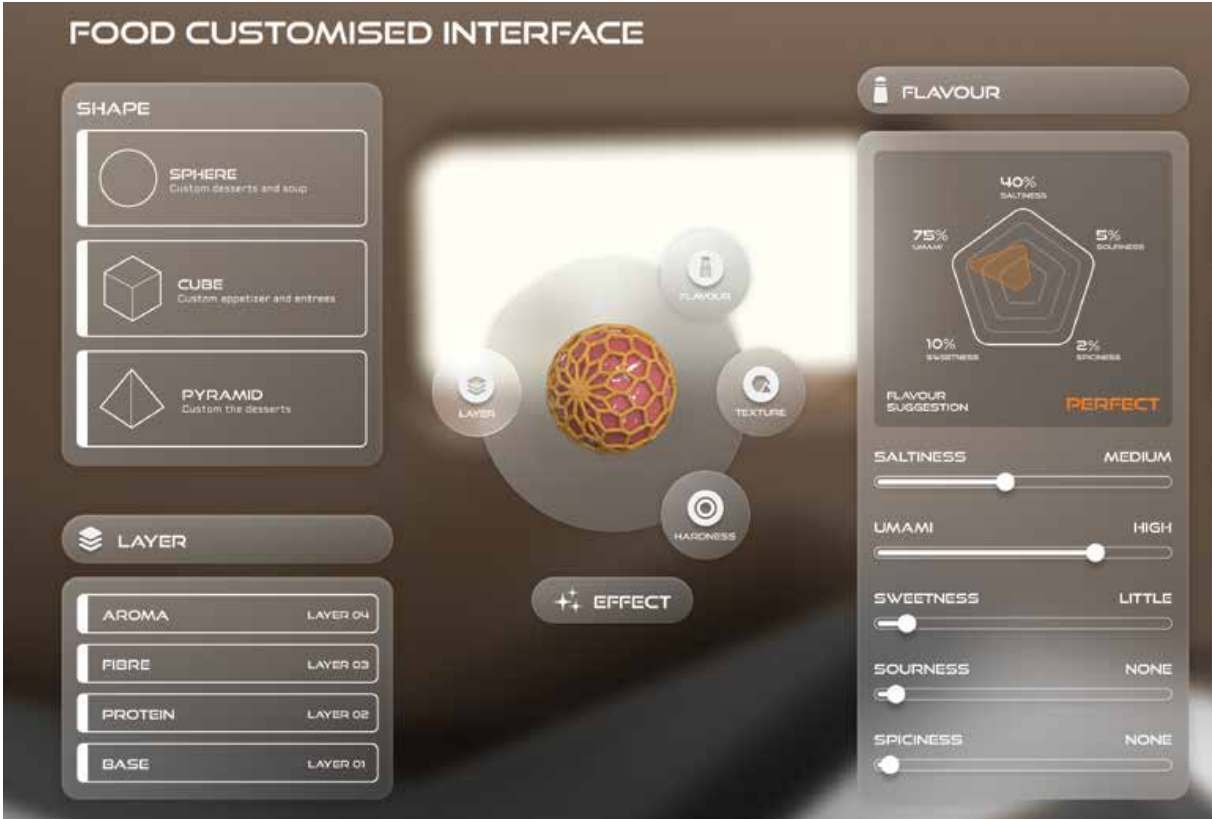 FOOD CUSTOMISED INTERFACE
SHAPE
SPHERE
Custom desserts and soup
CUBE
Custom appetizer and entrees
PYRAMID
Custom the desserts
LAYER
AROMA LAYER 04
FIBRE LAYER 03
PROTEIN LAYER 02
BASE LAYER 01
FLAVOUR
LAYER
TEXTURE
HARDNESS
EFFECT
FLAVOUR
40%
SALTINESS
75%
UMAMI
5%
SOURNESS
10%
SWEETNESS
2%
SPICINESS
FLAVOUR
SUGGESTION
PERFECT
SALTINESS MEDIUM
UMAMI HIGH
SWEETNESS LITTLE
SOURNESS NONE
SPICINESS NONE